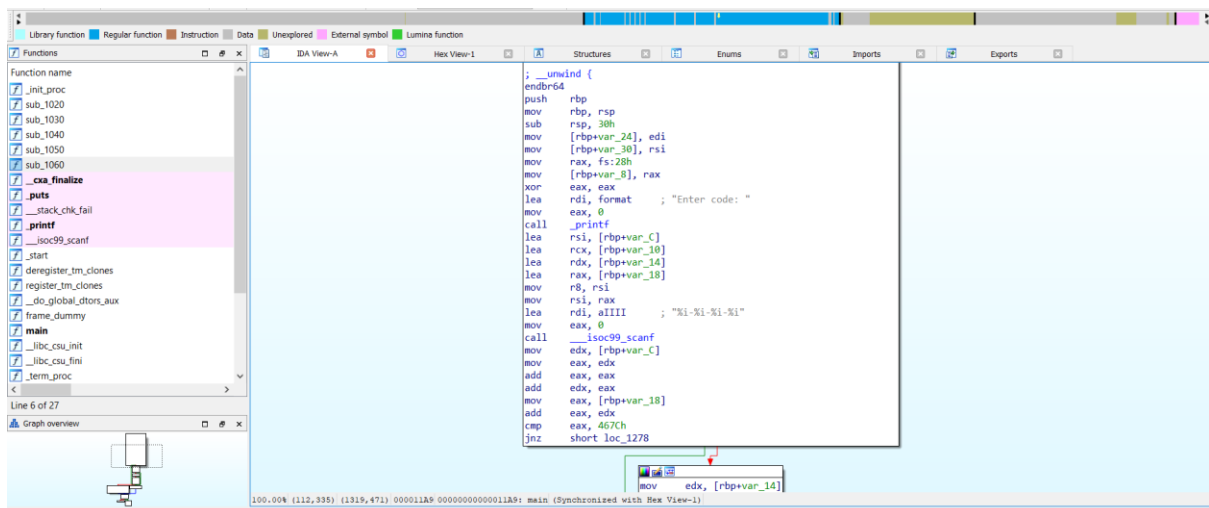 Library function Regular function Instruction Data Unexplored External symbol Lumina function
Functions
IDA View-A Hex View-1 Structures Enums Imports Exports
Function name
_init_proc
sub_1020
sub_1030
sub_1040
sub_1050
sub_1060
__cxa_finalize
_puts
___stack_chk_fail
_printf
___isoc99_scanf
_start
deregister_tm_clones
register_tm_clones
__do_global_dtors_aux
frame_dummy
main
__libc_csu_init
__libc_csu_fini
_term_proc
Line 6 of 27
Graph overview
; __unwind {
endbr64
push rbp
mov rbp, rsp
sub rsp, 30h
mov [rbp+var_24], edi
mov [rbp+var_30], rsi
mov rax, fs:28h
mov [rbp+var_8], rax
xor eax, eax
lea rdi, format ; "Enter code: "
mov eax, 0
call _printf
lea rsi, [rbp+var_C]
lea rcx, [rbp+var_10]
lea rdx, [rbp+var_14]
lea rax, [rbp+var_18]
mov r8, rsi
mov rsi, rax
lea rdi, aIIII ; "%i-%i-%i-%i"
mov eax, 0
call ___isoc99_scanf
mov edx, [rbp+var_C]
mov eax, edx
add eax, eax
add edx, eax
mov eax, [rbp+var_18]
add eax, edx
cmp eax, 467Ch
jnz short loc_1278
mov edx, [rbp+var_14]
100.00% (112,335) (1319,471) 000011A9 00000000000011A9: main (Synchronized with Hex View-1)